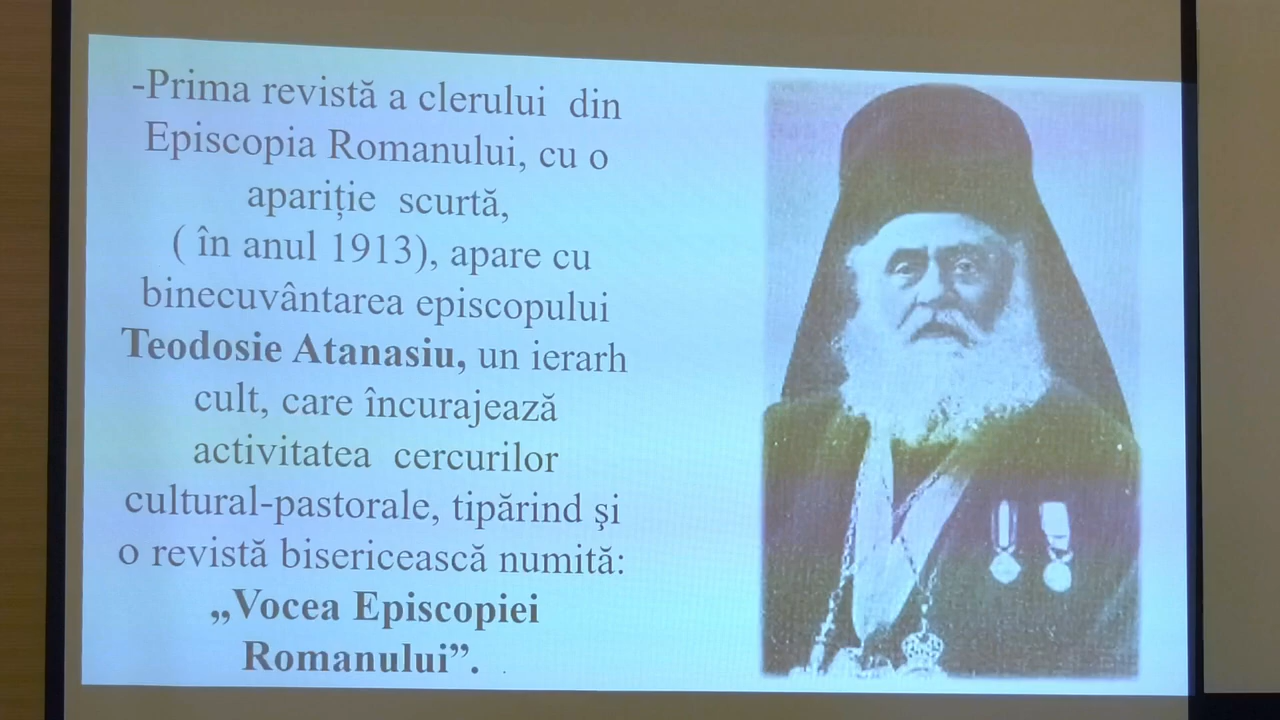 -Prima revistă a clerului din
Episcopia Romanului, cu o
apariție scurtă,
( în anul 1913), apare cu
binecuvântarea episcopului
Teodosie Atanasiu, un ierarh
cult, care încurajează
activitatea cercurilor
cultural-pastorale, tipărind şi
o revistă bisericească numită:
„Vocea Episcopiei
Romanului”.